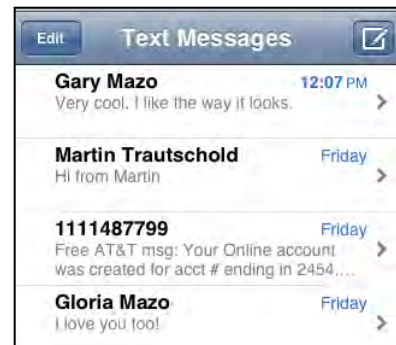 Edit Text Messages
Gary Mazo 12:07 PM
Very cool. I like the way it looks.
Martin Trautschold Friday
Hi from Martin
1111487799 Friday
Free AT&T msg: Your Online account
was created for acct # ending in 2454....
Gloria Mazo Friday
I love you too!